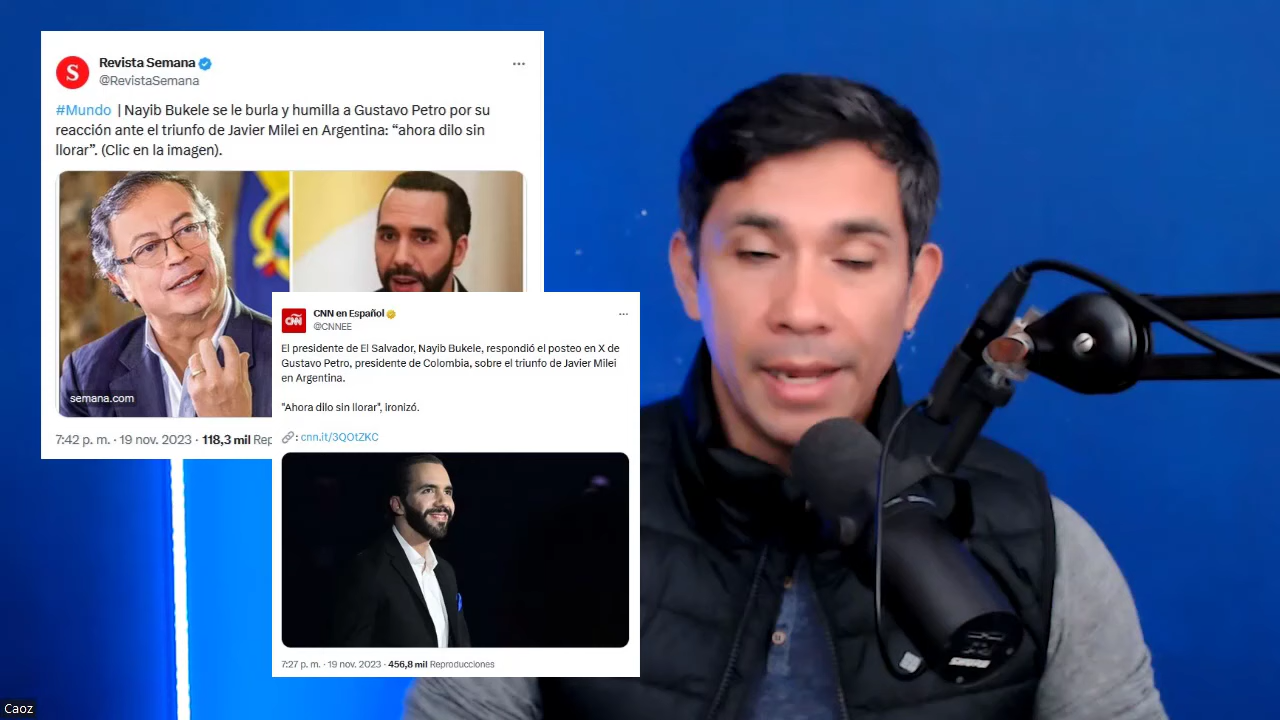 Revista Semana
@RevistaSemana
#Mundo | Nayib Bukele se le burla y humilla a Gustavo Petro por su
reacción ante el triunfo de Javier Milei en Argentina: “ahora dilo sin
llorar”. (Clic en la imagen).
semana.com
7:42 p. m. · 19 nov. 2023 · 118,3 mil Rep
CNN en Español
@CNNEE
El presidente de El Salvador, Nayib Bukele, respondió el posteo en X de
Gustavo Petro, presidente de Colombia, sobre el triunfo de Javier Milei
en Argentina.
"Ahora dilo sin llorar", ironizó.
: cnn.it/3QOtZKC
7:27 p. m. · 19 nov. 2023 · 456,8 mil Reproducciones
Caoz